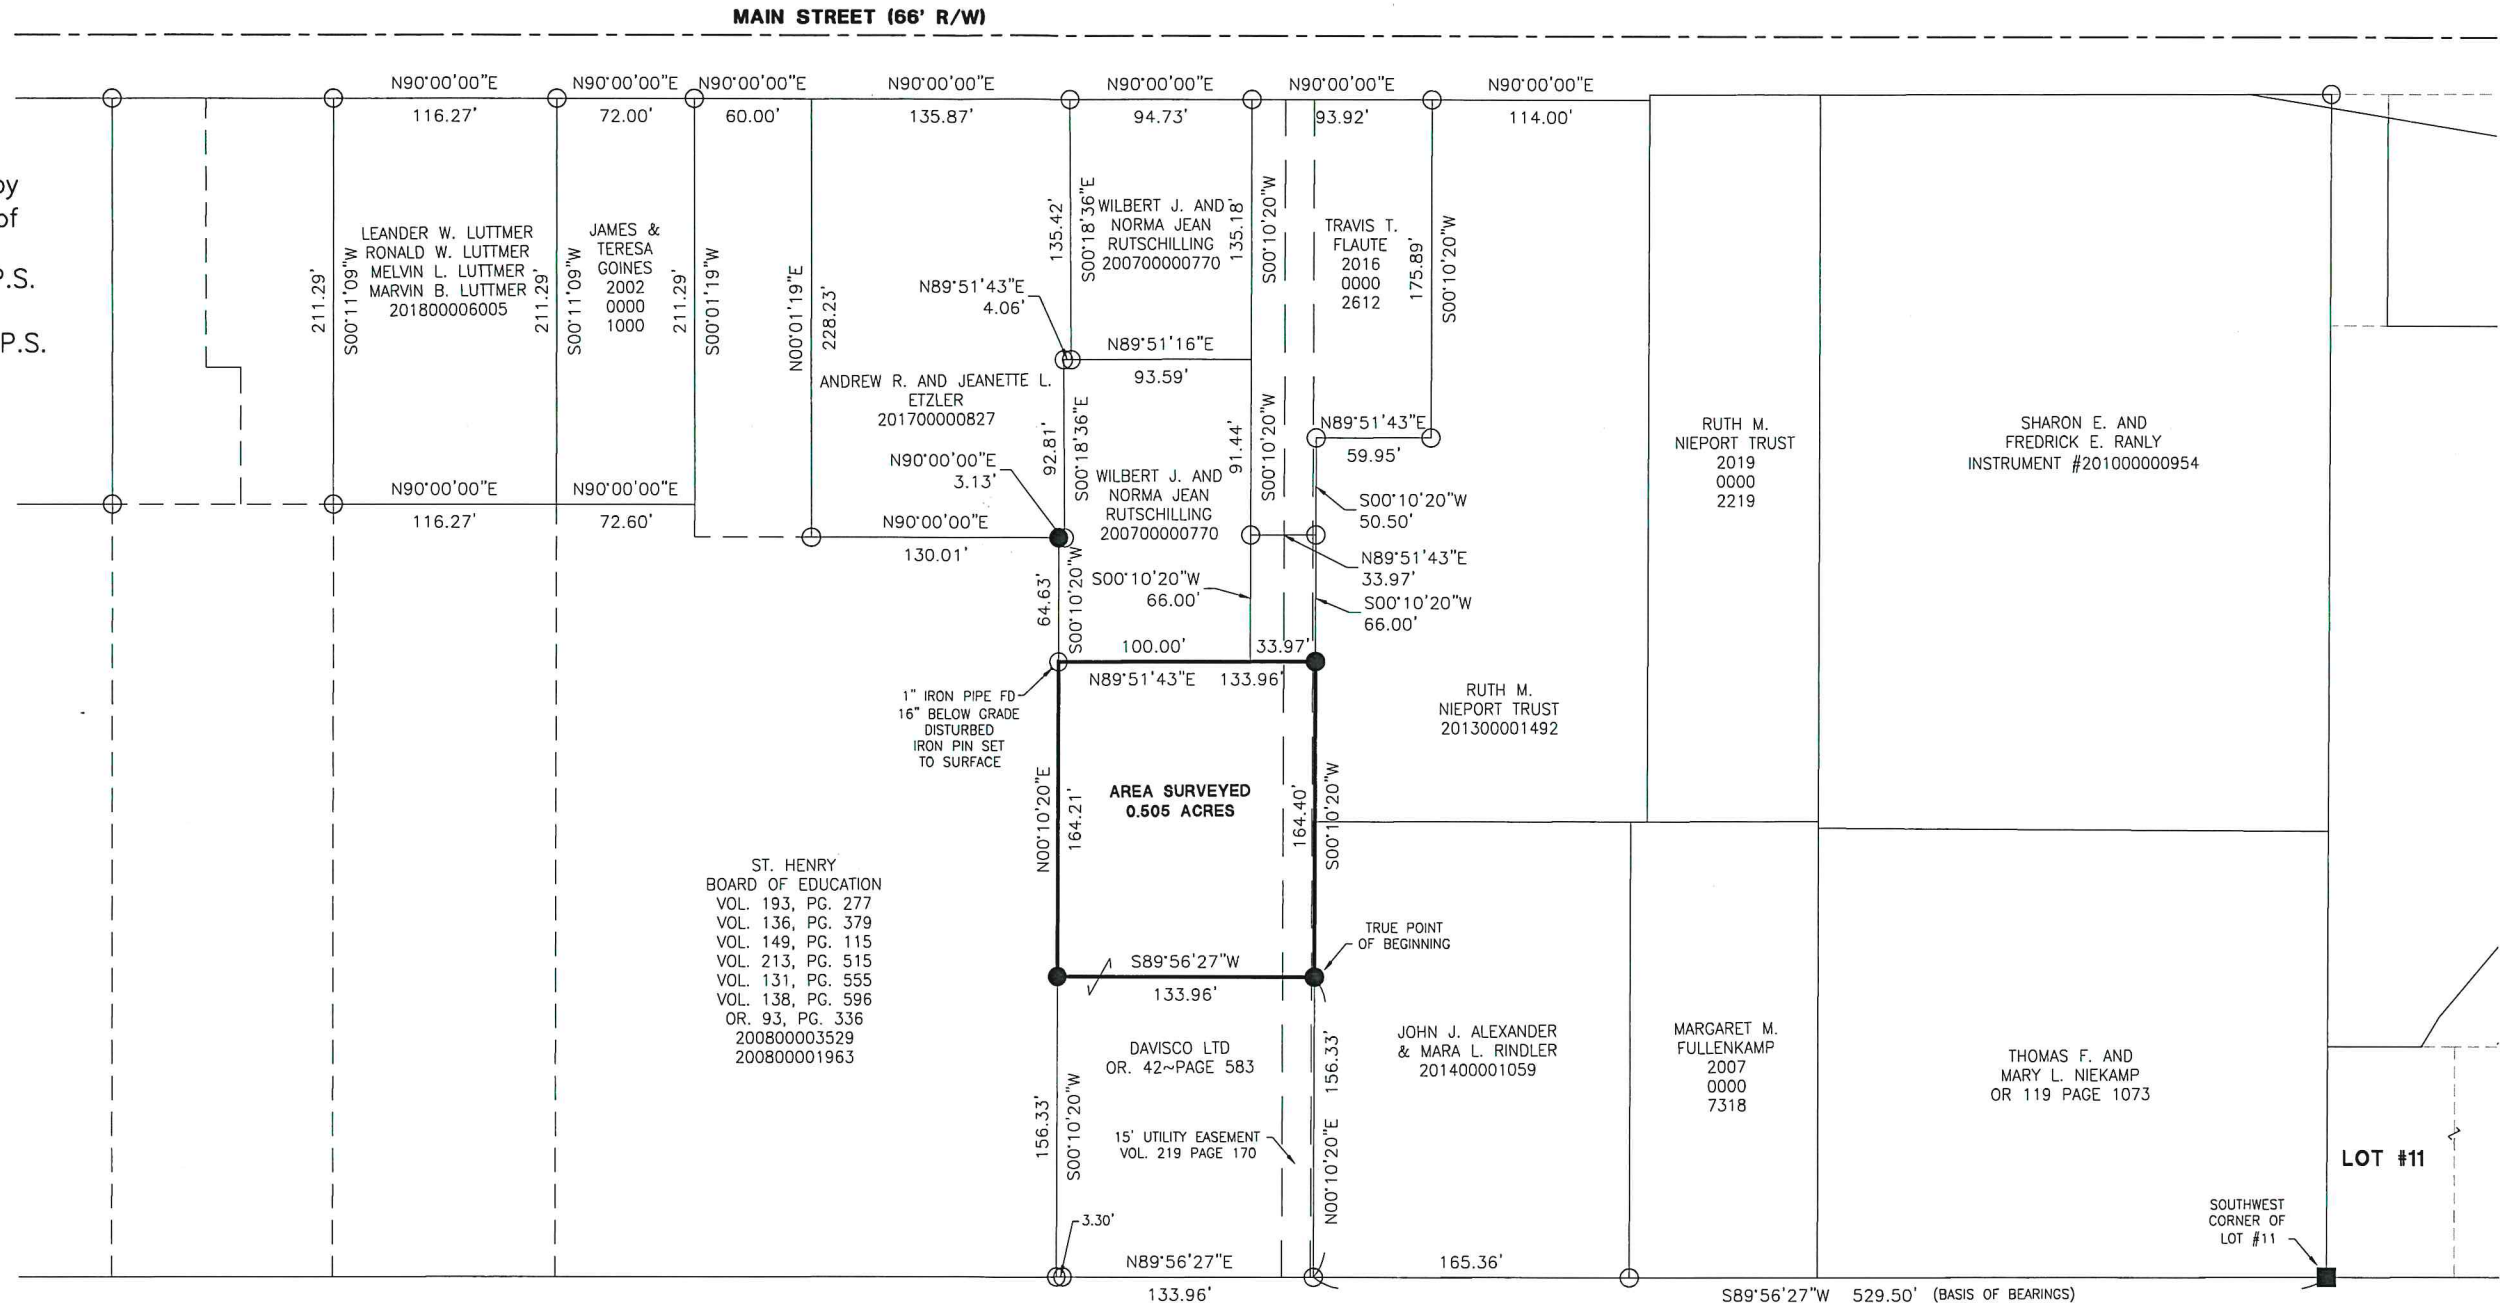 MAIN STREET (66' R/W)
N90°00'00"E
116.27'
N90°00'00"E
72.00'
N90°00'00"E
60.00'
N90°00'00"E
135.87'
N90°00'00"E
94.73'
N90°00'00"E
93.92'
N90°00'00"E
114.00'
by
of
P.S.
P.S.
211.29'
S00°11'09"W
LEANDER W. LUTTMER
RONALD W. LUTTMER
MELVIN L. LUTTMER
MARVIN B. LUTTMER
201800006005
211.29'
S00°11'09"W
JAMES &
TERESA
GOINES
2002
0000
1000
211.29'
S00°01'19"W
N00°01'19"E
228.23'
135.42'
S00°18'36"E
WILBERT J. AND
NORMA JEAN
RUTSCHILLING
200700000770
135.18'
S00°10'20"W
TRAVIS T.
FLAUTE
2016
0000
2612
175.89'
S00°10'20"W
N89°51'43"E
4.06'
N89°51'16"E
93.59'
ANDREW R. AND JEANETTE L.
ETZLER
201700000827
92.81'
S00°18'36"E
91.44'
S00°10'20"W
N89°51'43"E
59.95'
RUTH M.
NIEPORT TRUST
2019
0000
2219
SHARON E. AND
FREDRICK E. RANLY
INSTRUMENT #201000000954
N90°00'00"E
3.13'
WILBERT J. AND
NORMA JEAN
RUTSCHILLING
200700000770
N90°00'00"E
116.27'
N90°00'00"E
72.60'
N90°00'00"E
130.01'
S00°10'20"W
50.50'
N89°51'43"E
33.97'
S00°10'20"W
66.00'
64.63'
S00°10'20"W
S00°10'20"W
66.00'
100.00'
33.97'
N89°51'43"E 133.96'
1" IRON PIPE FD
16" BELOW GRADE
DISTURBED
IRON PIN SET
TO SURFACE
RUTH M.
NIEPORT TRUST
201300001492
N00°10'20"E
164.21'
AREA SURVEYED
0.505 ACRES
164.40'
S00°10'20"W
ST. HENRY
BOARD OF EDUCATION
VOL. 193, PG. 277
VOL. 136, PG. 379
VOL. 149, PG. 115
VOL. 213, PG. 515
VOL. 131, PG. 555
VOL. 138, PG. 596
OR. 93, PG. 336
200800003529
200800001963
TRUE POINT
OF BEGINNING
S89°56'27"W
133.96'
DAVISCO LTD
OR. 42~PAGE 583
156.33'
S00°10'20"W
N00°10'20"E 156.33'
JOHN J. ALEXANDER
& MARA L. RINDLER
201400001059
MARGARET M.
FULLENKAMP
2007
0000
7318
THOMAS F. AND
MARY L. NIEKAMP
OR 119 PAGE 1073
15' UTILITY EASEMENT
VOL. 219 PAGE 170
LOT #11
SOUTHWEST
CORNER OF
LOT #11
3.30'
N89°56'27"E
133.96'
165.36'
S89°56'27"W 529.50' (BASIS OF BEARINGS)